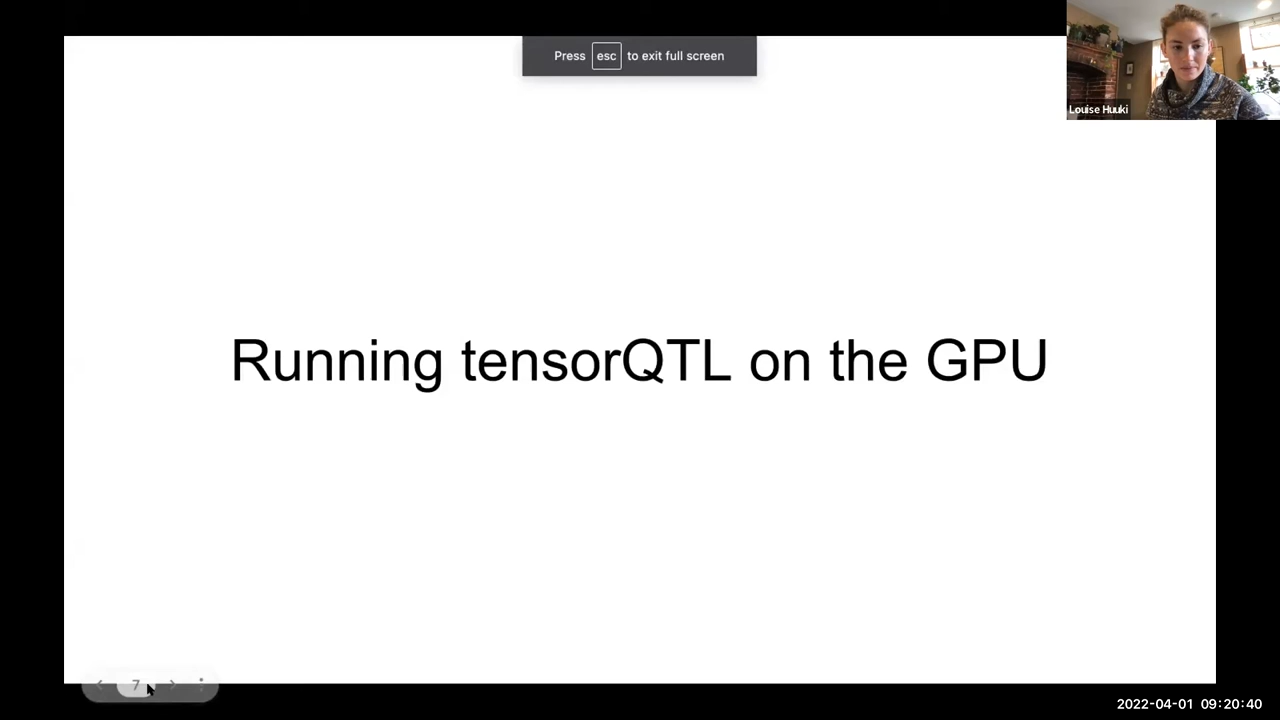 Press esc to exit full screen
Louise Huuki
Running tensorQTL on the GPU
7
2022-04-01 09:20:40